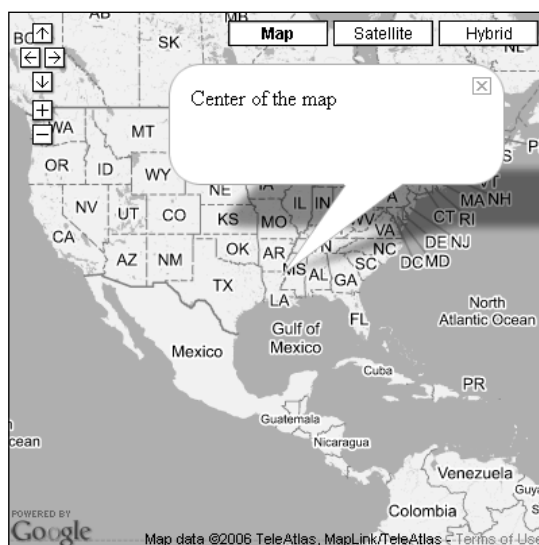 AB
MB
BC
SK
NL
Map
Satellite
Hybrid
Center of the map
WA
MT
OR
ID
WY
NE
IA
IL
IN
VT
MA NH
NV
UT
CO
KS
MO
WV
VA
CT RI
CA
OK
NC
DE NJ
AZ
NM
AR
SC
DC MD
TX
MS
AL
GA
LA
FL
North
Atlantic Ocean
Gulf of
Mexico
Mexico
Cuba
PR
Guatemala
Nicaragua
cean
Venezuela
Guya
Colombia
POWERED BY
Google
Map data ©2006 TeleAtlas, MapLink/TeleAtlas - Terms of Use